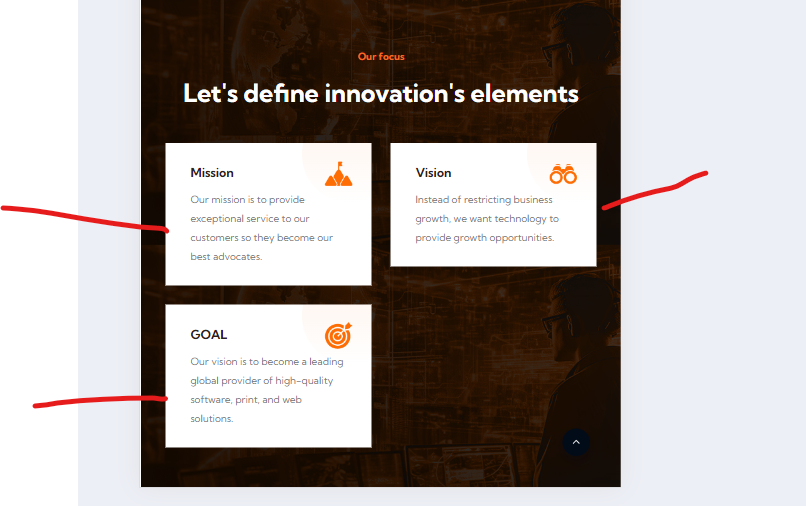 Our focus
Let's define innovation's elements
Mission
Our mission is to provide
exceptional service to our
customers so they become our
best advocates.
Vision
Instead of restricting business
growth, we want technology to
provide growth opportunities.
GOAL
Our vision is to become a leading
global provider of high-quality
software, print, and web
solutions.